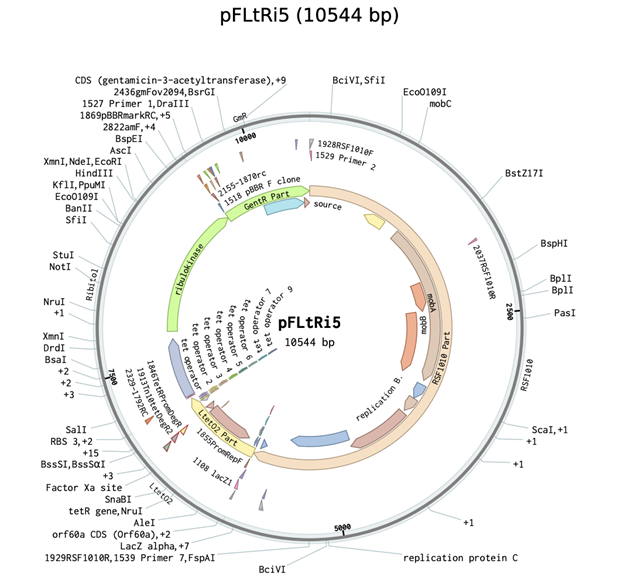 pFLtRi5 (10544 bp)
CDS (gentamicin-3-acetyltransferase),+9
2436gmFov2094,BsrGI
1527 Primer 1,DraIII
1869pBBRmarkRC,+5
2822amF,+4
BspEI
AscI
XmnI,NdeI,EcoRI
HindIII
KflI,PpuMI
EcoO109I
BanII
SfiI
StuI
NotI
Ribitol
NruI
+1
XmnI
DrdI
BsaI
+2
+2
+3
7500
SalI
RBS 3,+2
+15
BssSI,BssSαI
+3
Factor Xa site
SnaBI
LtetO2
tetR gene,NruI
AleI
orf60a CDS (Orf60a),+2
LacZ alpha,+7
1929RSF1010R,1539 Primer 7,FspAI
BciVI
GmR
10000
BciVI,SfiI
EcoO109I
mobC
BstZ17I
BspHI
BplI
BplI
2500
PasI
RSF1010
ScaI,+1
+1
+1
+1
5000
replication protein C
1928RSF1010F
1529 Primer 2
2155-1870rc
1518 pBBR F clone
GentR Part
source
2037RSF1010R
ribulokinase
mobA
mobB
RSF1010 Part
replication B.
tet operator 9
tet operator 7
tet operator 6
tet operator 5
tet operator 4
tet operator 3
tet operator 2
tet operator
pFLtRi5
10544 bp
1846TetRPromDegR
1913Tn10tetDegR2
2329-1792RC
LtetO2 Part
1855PromRepF
1108 lacZ1